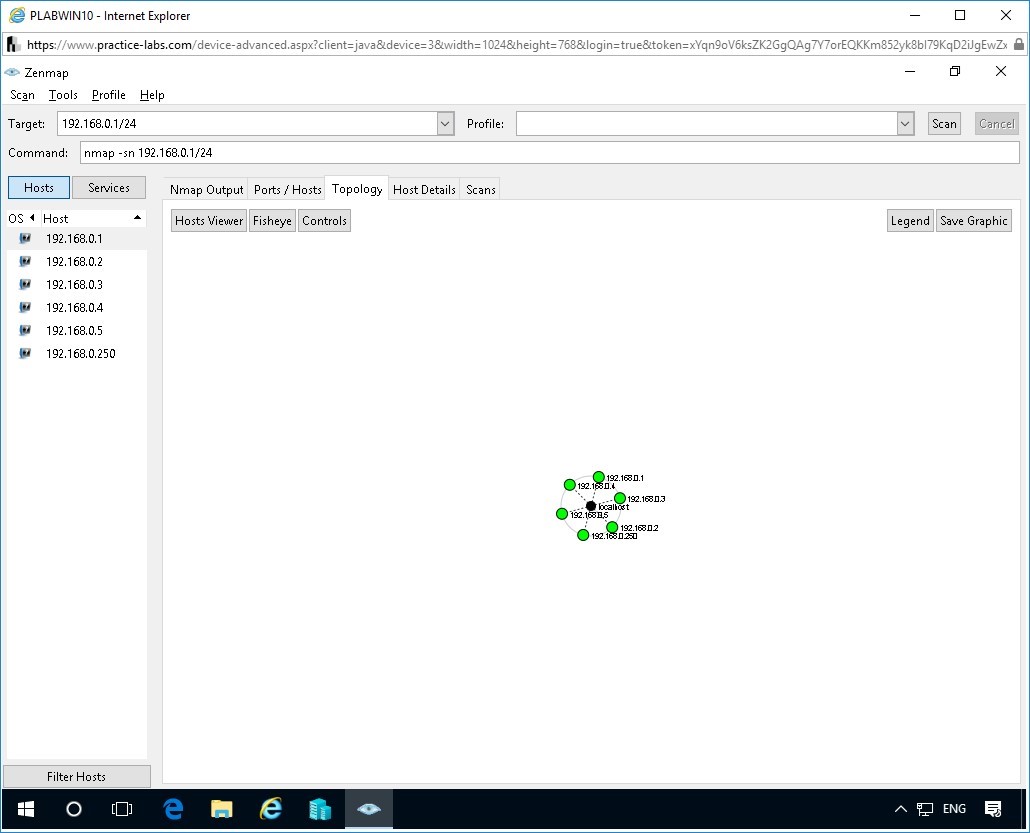 PLABWIN10 - Internet Explorer
https://www.practice-labs.com/device-advanced.aspx?client=java&device=3&width=1024&height=768&login=true&token=xYqn9oV6ksZK2GgQAg7Y7orEQKKm852yk8bl79KqD2iJgEwZx
Zenmap
Scan Tools Profile Help
Target: 192.168.0.1/24 Profile: Scan Cancel
Command: nmap -sn 192.168.0.1/24
Hosts Services
Nmap Output Ports / Hosts Topology Host Details Scans
OS Host
Hosts Viewer Fisheye Controls Legend Save Graphic
192.168.0.1
192.168.0.2
192.168.0.3
192.168.0.4
192.168.0.5
192.168.0.250
192.168.0.1
192.168.0.4
192.168.0.3
localhost
192.168.0.5
192.168.0.2
192.168.0.250
Filter Hosts
ENG